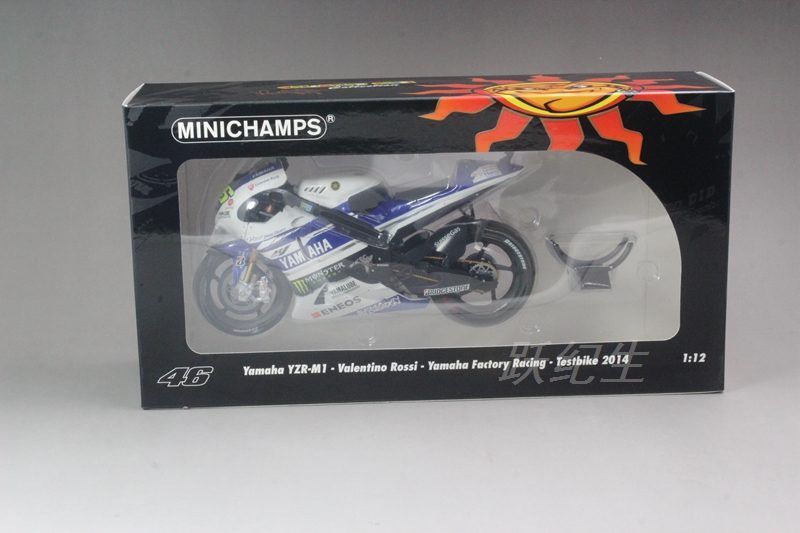 MINICHAMPS®
YAMAHA
MONSTER
ENEOS
BRIDGESTONE
46
Yamaha YZR-M1 - Valentino Rossi - Yamaha Factory Racing - Testbike 2014
1:12
跃纪生